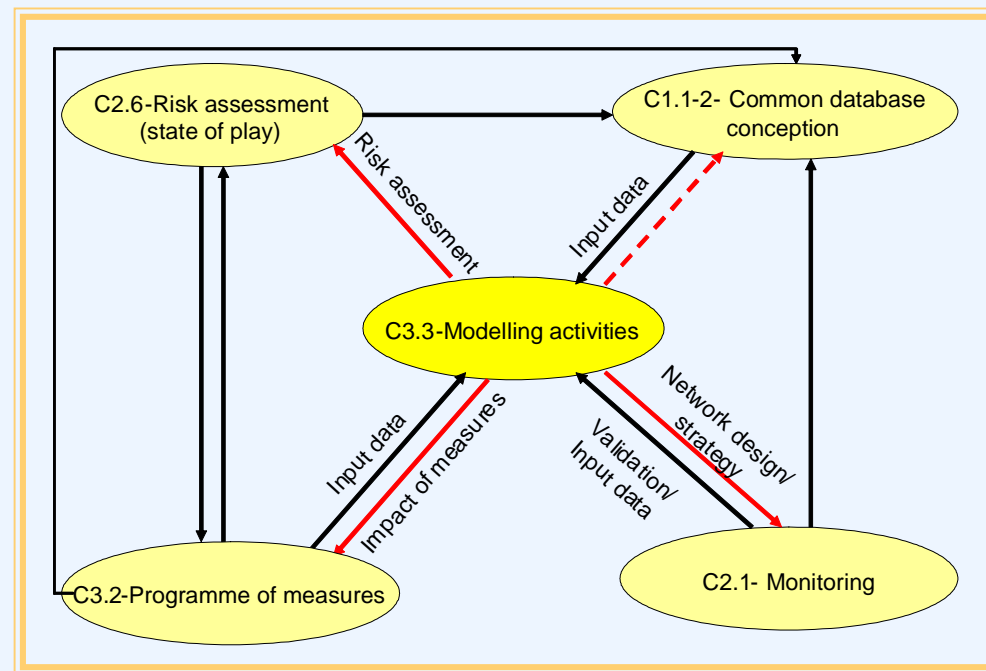 C2.6-Risk assessment
(state of play)
C1.1-2- Common database
conception
Risk assessment
Input data
C3.3-Modelling activities
Input data
Impact of measures
Validation/
Input data
Network design/
strategy
C3.2-Programme of measures
C2.1- Monitoring